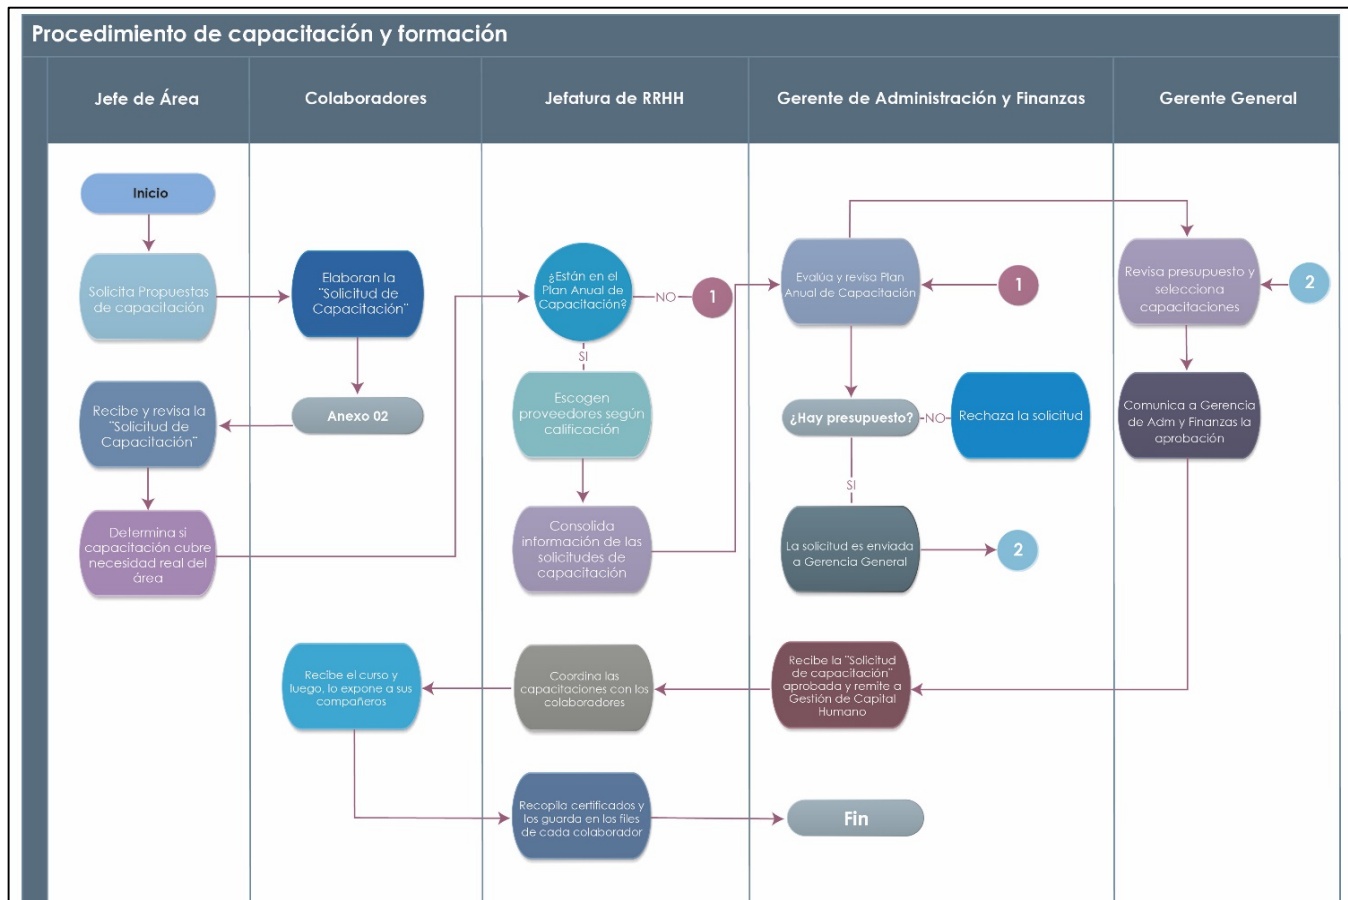 Procedimiento de capacitación y formación
Jefe de Área
Colaboradores
Jefatura de RRHH
Gerente de Administración y Finanzas
Gerente General
Inicio
Solicita Propuestas
de capacitación
Elaboran la
"Solicitud de
Capacitación"
¿Están en el
Plan Anual de
Capacitación?
NO
1
Evalúa y revisa Plan
Anual de Capacitación
1
Revisa presupuesto y
selecciona
capacitaciones
2
SI
Recibe y revisa la
"Solicitud de
Capacitación"
Anexo 02
Escogen
proveedores según
calificación
¿Hay presupuesto?
NO
Rechaza la solicitud
Comunica a Gerencia
de Adm y Finanzas la
aprobación
SI
Determina si
capacitación cubre
necesidad real del
área
Consolida
información de las
solicitudes de
capacitación
La solicitud es enviada
a Gerencia General
2
Recibe el curso y
luego, lo expone a sus
compañeros
Coordina las
capacitaciones con los
colaboradores
Recibe la "Solicitud
de capacitación"
aprobada y remite a
Gestión de Capital
Humano
Recopila certificados y
los guarda en los files
de cada colaborador
Fin